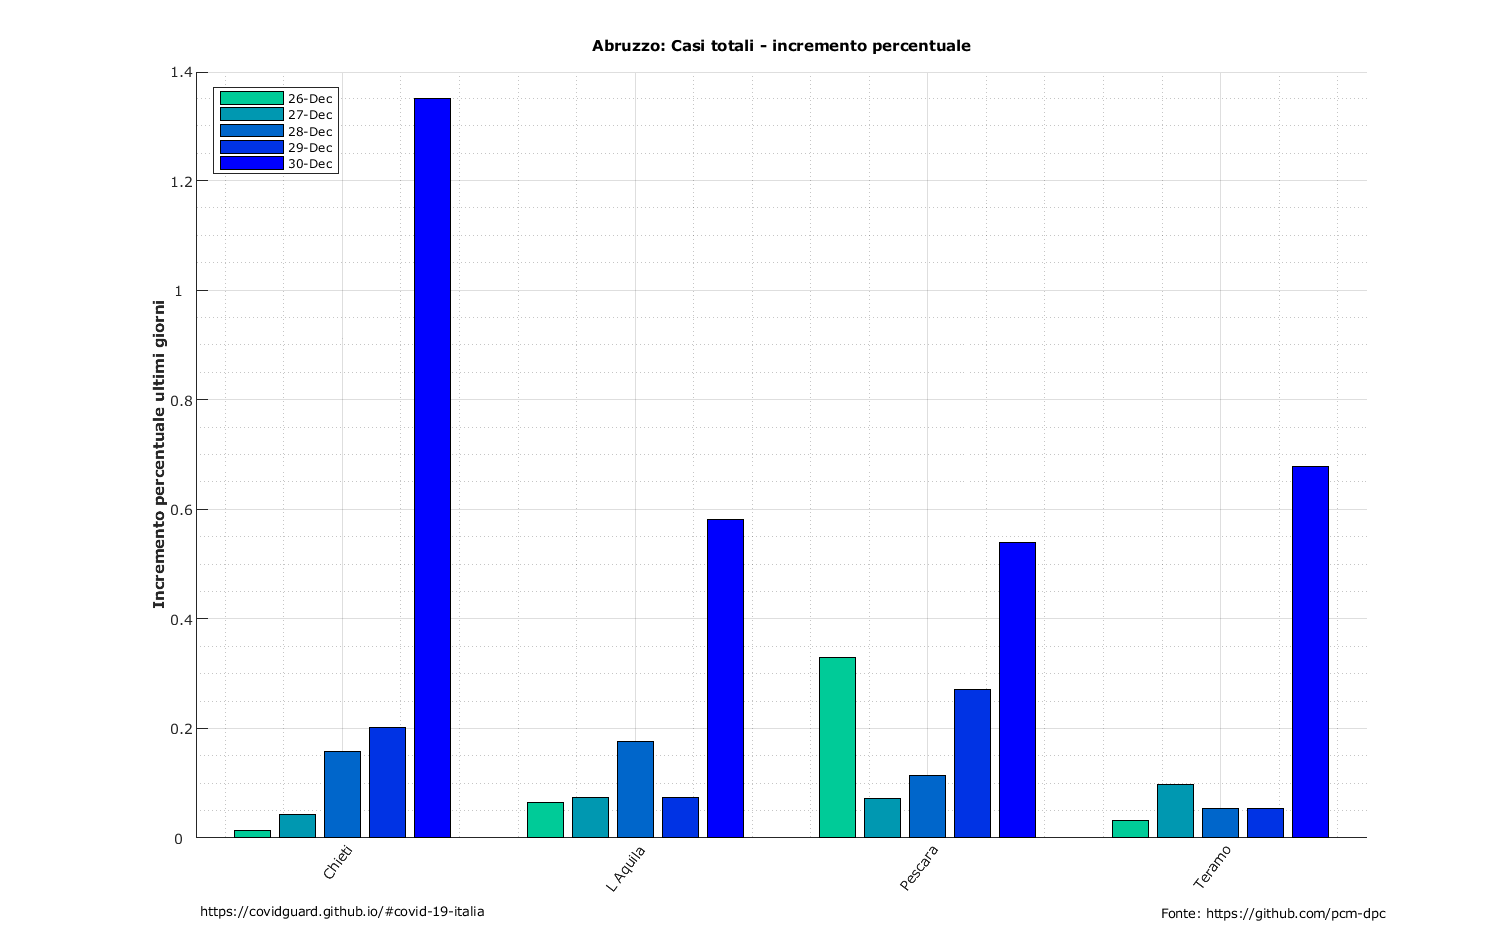 Abruzzo: Casi totali - incremento percentuale
1.4
1.2
1
0.8
0.6
0.4
0.2
0
Incremento percentuale ultimi giorni
26-Dec
27-Dec
28-Dec
29-Dec
30-Dec
Chieti
L Aquila
Pescara
Teramo
https://covidguard.github.io/#covid-19-italia
Fonte: https://github.com/pcm-dpc